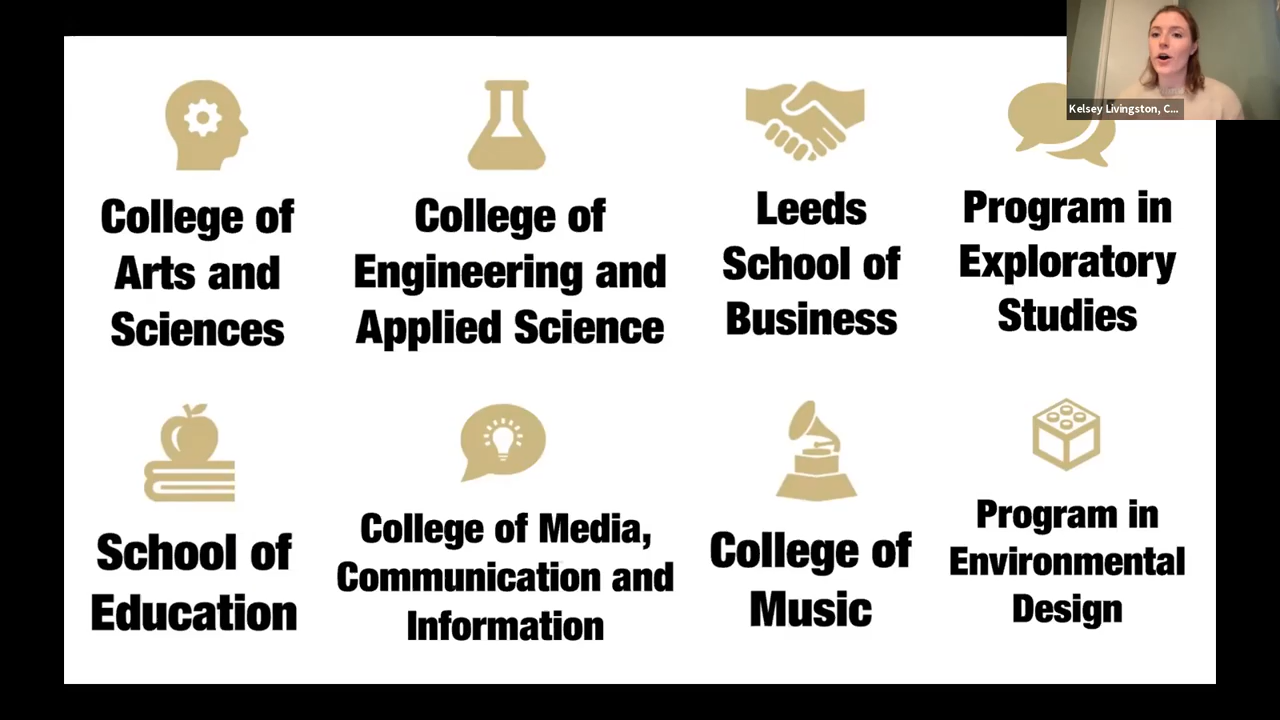 Kelsey Livingston, C...
College of
Arts and
Sciences
College of
Engineering and
Applied Science
Leeds
School of
Business
Program in
Exploratory
Studies
School of
Education
College of Media,
Communication and
Information
College of
Music
Program in
Environmental
Design